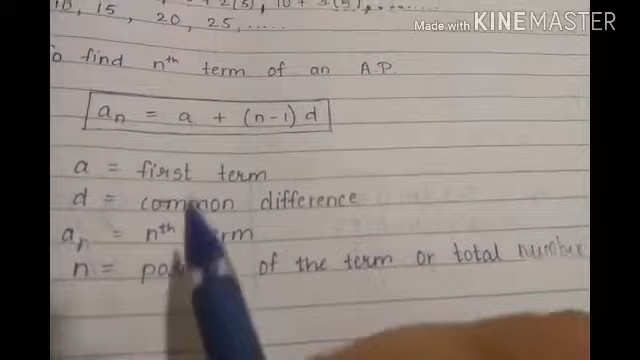 10, 15, 20, 25, .....
Made with KINEMASTER
To find nth term of an A.P.
an = a + (n-1) d
a = first term
d = common difference
an = nth
n = of the term or total number